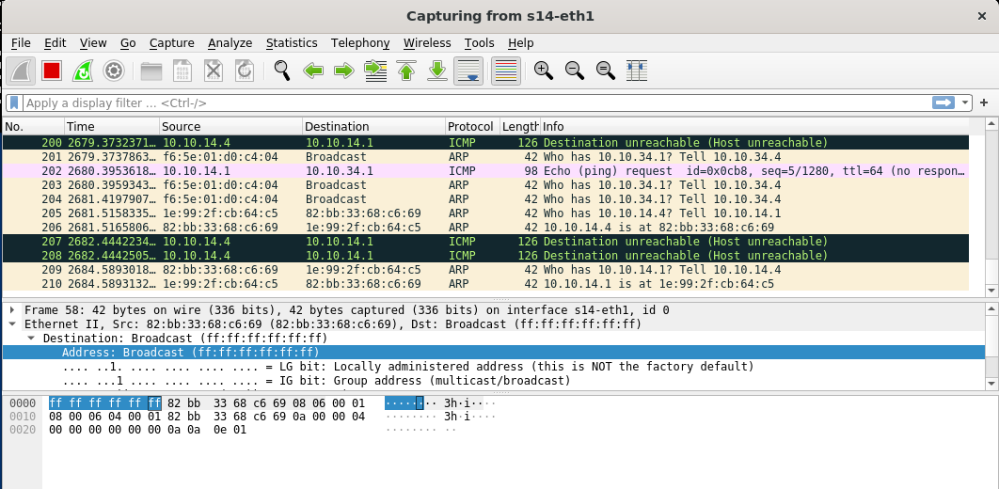 Capturing from s14-eth1
File Edit View Go Capture Analyze Statistics Telephony Wireless Tools Help
Apply a display filter … <Ctrl-/>
No. Time Source Destination Protocol Length Info
200 2679.3732371… 10.10.14.4 10.10.14.1 ICMP 126 Destination unreachable (Host unreachable)
201 2679.3737863… f6:5e:01:d0:c4:04 Broadcast ARP 42 Who has 10.10.34.1? Tell 10.10.34.4
202 2680.3953618… 10.10.14.1 10.10.34.1 ICMP 98 Echo (ping) request id=0x0cb8, seq=5/1280, ttl=64 (no respon…
203 2680.3959343… f6:5e:01:d0:c4:04 Broadcast ARP 42 Who has 10.10.34.1? Tell 10.10.34.4
204 2681.4197907… f6:5e:01:d0:c4:04 Broadcast ARP 42 Who has 10.10.34.1? Tell 10.10.34.4
205 2681.5158335… 1e:99:2f:cb:64:c5 82:bb:33:68:c6:69 ARP 42 Who has 10.10.14.4? Tell 10.10.14.1
206 2681.5165806… 82:bb:33:68:c6:69 1e:99:2f:cb:64:c5 ARP 42 10.10.14.4 is at 82:bb:33:68:c6:69
207 2682.4442234… 10.10.14.4 10.10.14.1 ICMP 126 Destination unreachable (Host unreachable)
208 2682.4442505… 10.10.14.4 10.10.14.1 ICMP 126 Destination unreachable (Host unreachable)
209 2684.5893018… 82:bb:33:68:c6:69 1e:99:2f:cb:64:c5 ARP 42 Who has 10.10.14.1? Tell 10.10.14.4
210 2684.5893132… 1e:99:2f:cb:64:c5 82:bb:33:68:c6:69 ARP 42 10.10.14.1 is at 1e:99:2f:cb:64:c5
Frame 58: 42 bytes on wire (336 bits), 42 bytes captured (336 bits) on interface s14-eth1, id 0
Ethernet II, Src: 82:bb:33:68:c6:69 (82:bb:33:68:c6:69), Dst: Broadcast (ff:ff:ff:ff:ff:ff)
Destination: Broadcast (ff:ff:ff:ff:ff:ff)
Address: Broadcast (ff:ff:ff:ff:ff:ff)
.... ..1. .... .... .... .... = LG bit: Locally administered address (this is NOT the factory default)
.... ...1 .... .... .... .... = IG bit: Group address (multicast/broadcast)
0000 ff ff ff ff ff ff 82 bb 33 68 c6 69 08 06 00 01 ········ 3h·i····
0010 08 00 06 04 00 01 82 bb 33 68 c6 69 0a 00 00 04 ········ 3h·i····
0020 00 00 00 00 00 00 0a 0a 0e 01 ········ ··